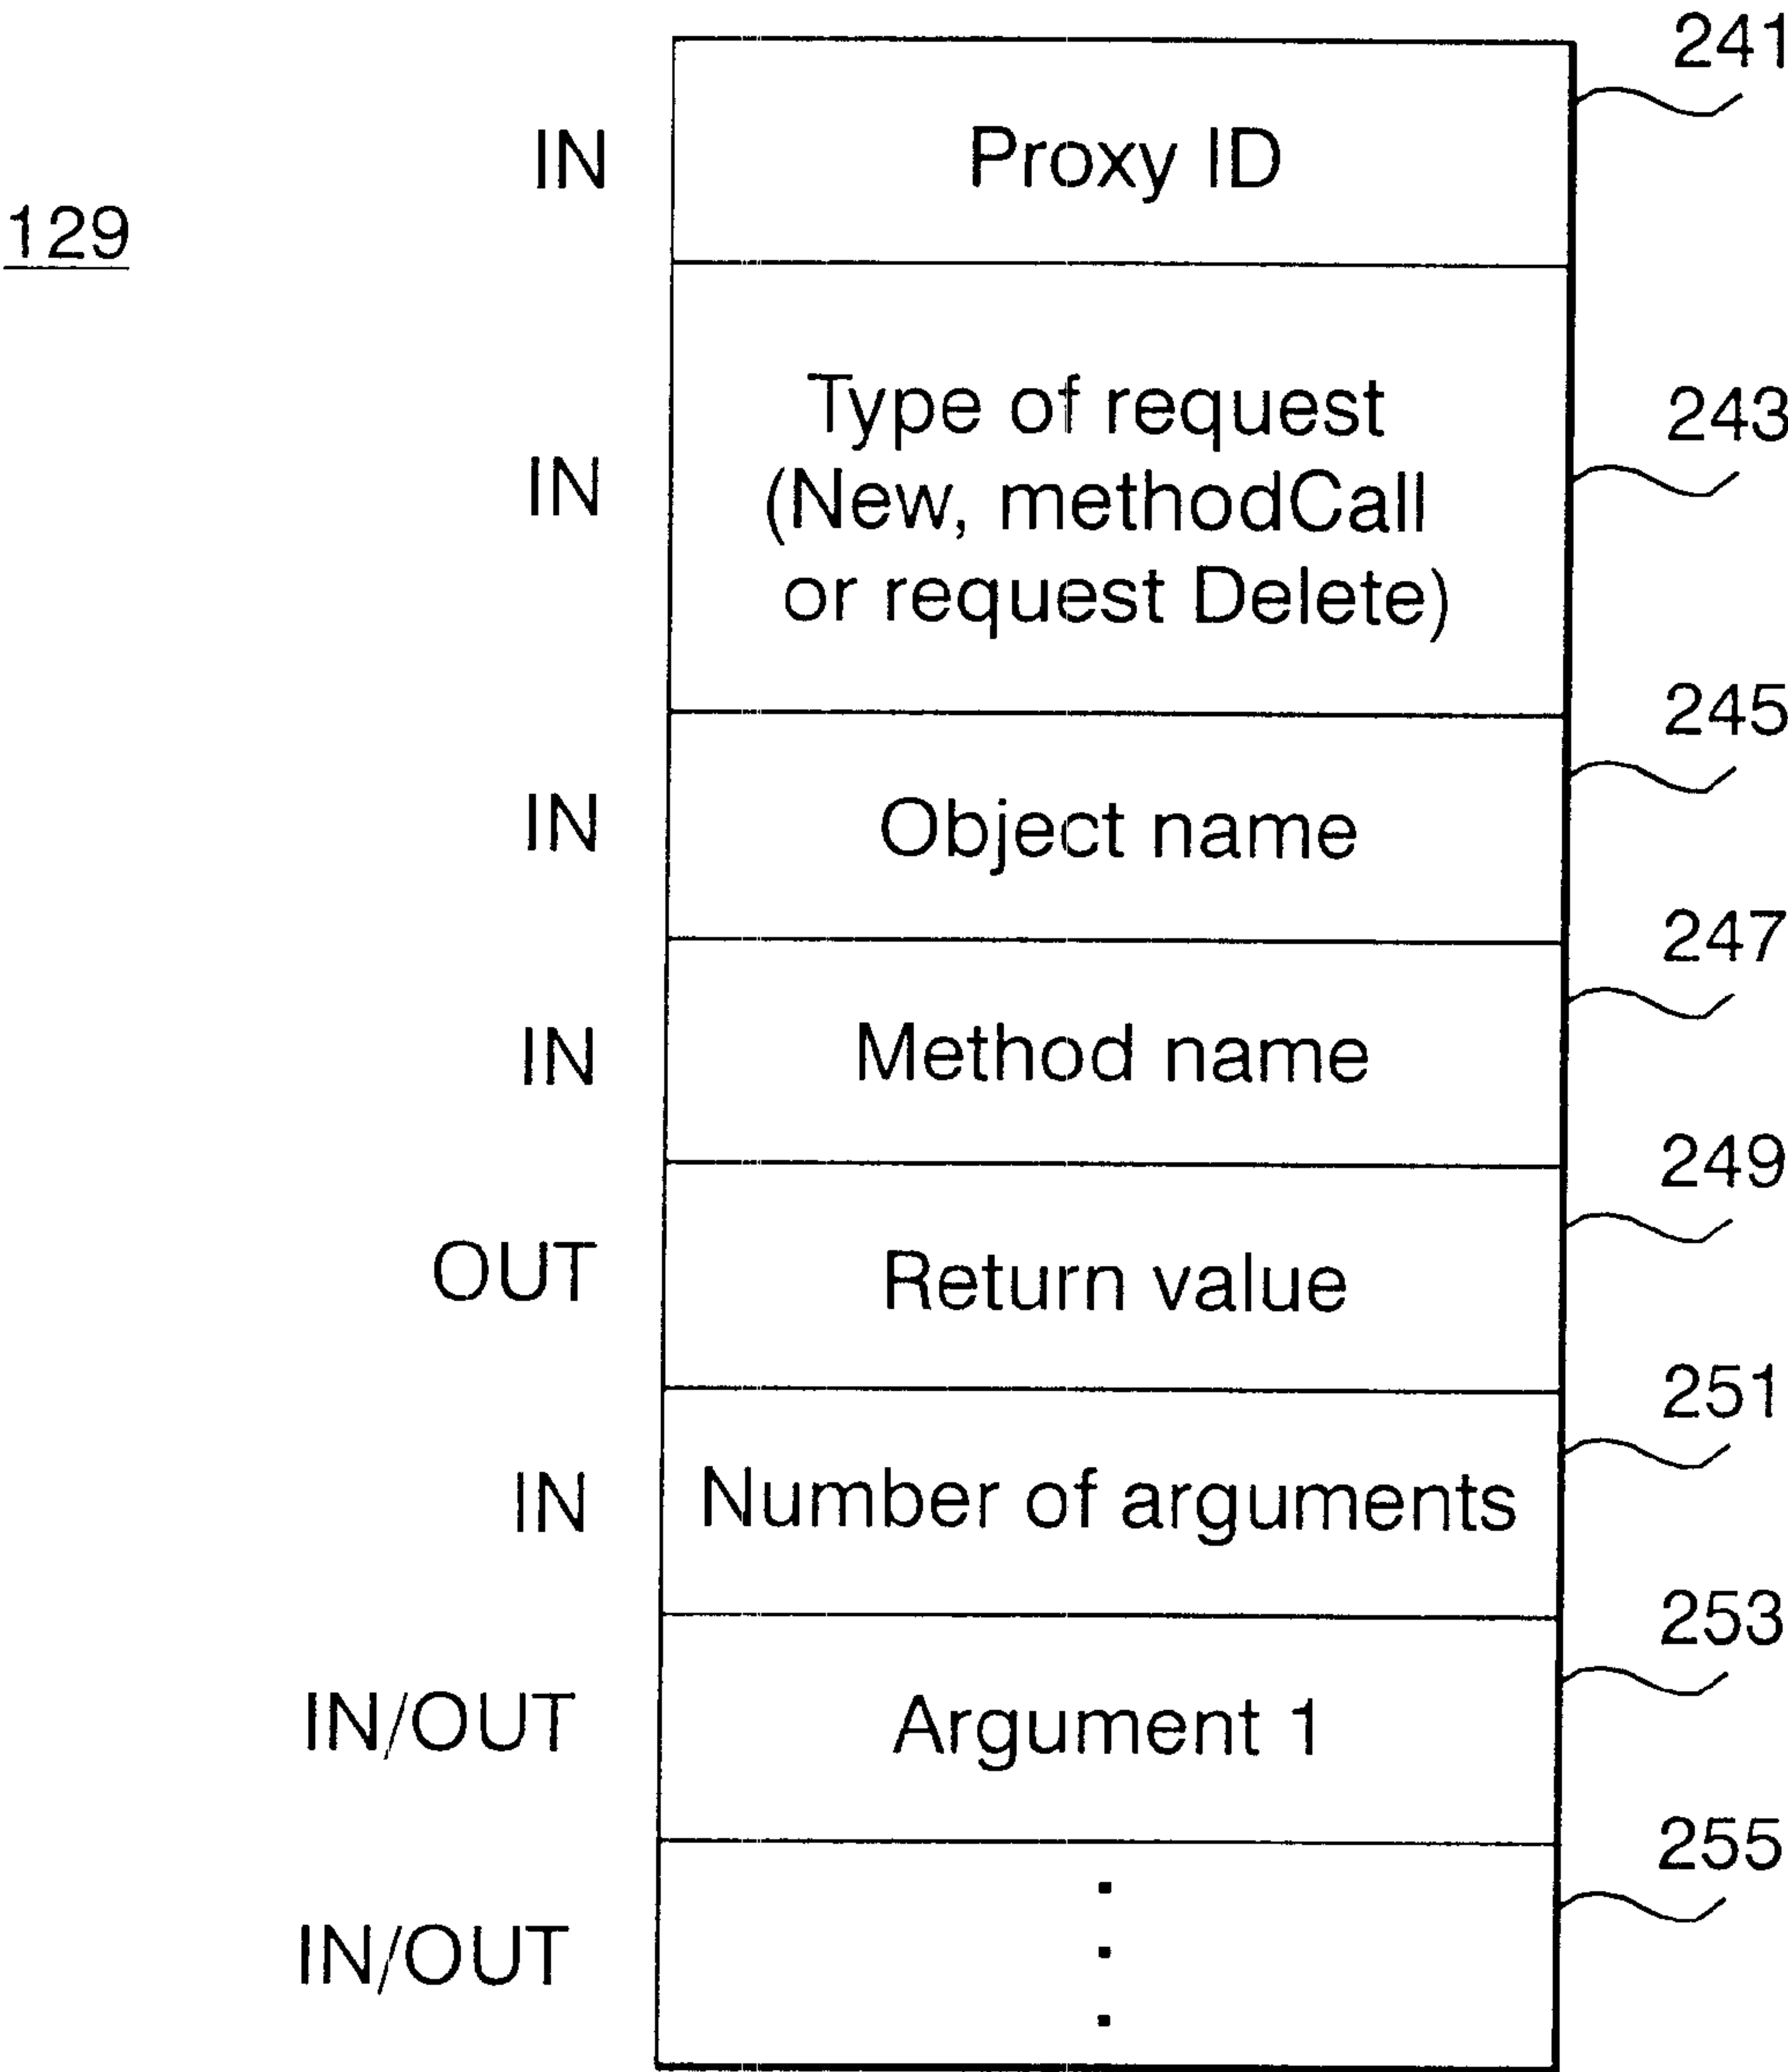 241
IN Proxy ID
129
Type of request
243
IN (New, methodCall
or request Delete)
245
IN Object name
247
IN Method name
249
OUT Return value
251
IN Number of arguments
253
IN/OUT Argument 1
255
IN/OUT